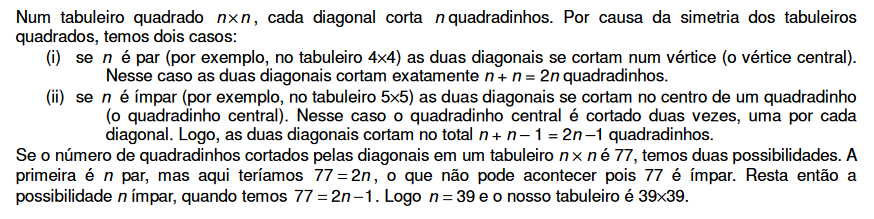 Num tabuleiro quadrado n×n, cada diagonal corta n quadradinhos. Por causa da simetria dos tabuleiros
quadrados, temos dois casos:
(i) se n é par (por exemplo, no tabuleiro 4×4) as duas diagonais se cortam num vértice (o vértice central).
Nesse caso as duas diagonais cortam exatamente n + n = 2n quadradinhos.
(ii) se n é ímpar (por exemplo, no tabuleiro 5×5) as duas diagonais se cortam no centro de um quadradinho
(o quadradinho central). Nesse caso o quadradinho central é cortado duas vezes, uma por cada
diagonal. Logo, as duas diagonais cortam no total n + n − 1 = 2n −1 quadradinhos.
Se o número de quadradinhos cortados pelas diagonais em um tabuleiro n × n é 77, temos duas possibilidades. A
primeira é n par, mas aqui teríamos 77 = 2n, o que não pode acontecer pois 77 é ímpar. Resta então a
possibilidade n ímpar, quando temos 77 = 2n −1. Logo n = 39 e o nosso tabuleiro é 39×39.